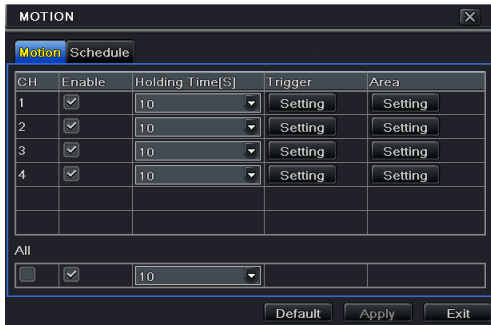 MOTION
Motion Schedule
CH Enable Holding Time[S] Trigger Area
1 10 Setting Setting
2 10 Setting Setting
3 10 Setting Setting
4 10 Setting Setting
All
10
Default Apply Exit